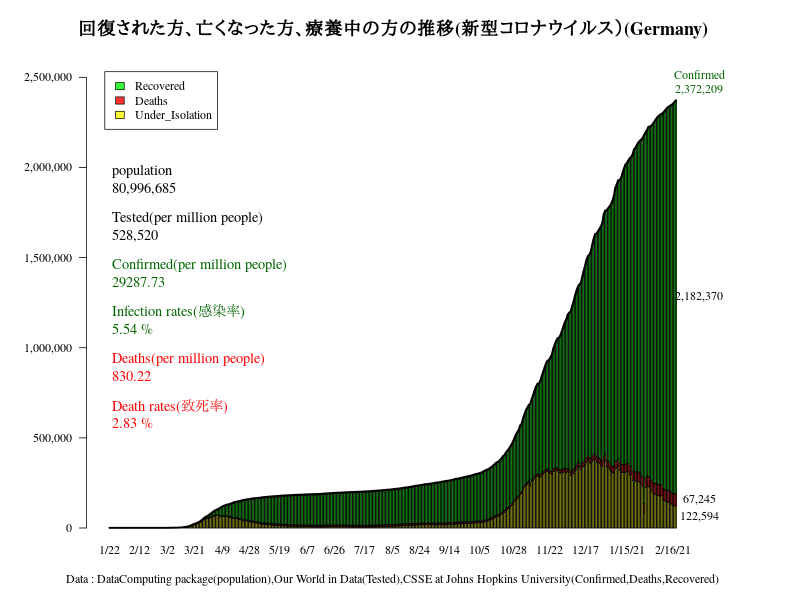 回復された方、亡くなった方、療養中の方の推移(新型コロナウイルス）(Germany)
Confirmed
2,372,209
2,500,000
2,000,000
1,500,000
1,000,000
500,000
0
Recovered
Deaths
Under_Isolation
population
80,996,685
Tested(per million people)
528,520
Confirmed(per million people)
29287.73
Infection rates(感染率)
5.54 %
Deaths(per million people)
830.22
Death rates(致死率)
2.83 %
2,182,370
67,245
122,594
1/22 2/12 3/2 3/21 4/9 4/28 5/19 6/7 6/26 7/17 8/5 8/24 9/14 10/5 10/28 11/22 12/17 1/15/21 2/16/21
Data : DataComputing package(population),Our World in Data(Tested),CSSE at Johns Hopkins University(Confirmed,Deaths,Recovered)